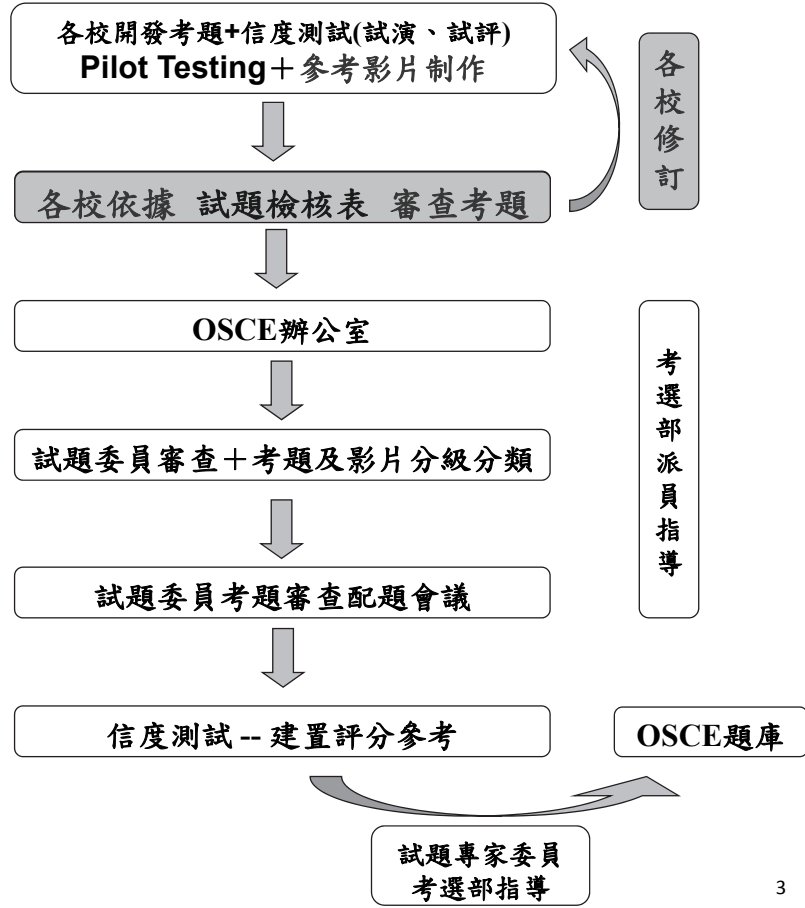 各校開發考題+信度測試(試演、試評)
Pilot Testing＋參考影片制作
各校修訂
各校依據 試題檢核表 審查考題
OSCE辦公室
試題委員審查＋考題及影片分級分類
考選部派員指導
試題委員考題審查配題會議
信度測試 -- 建置評分參考
OSCE題庫
試題專家委員
考選部指導
3